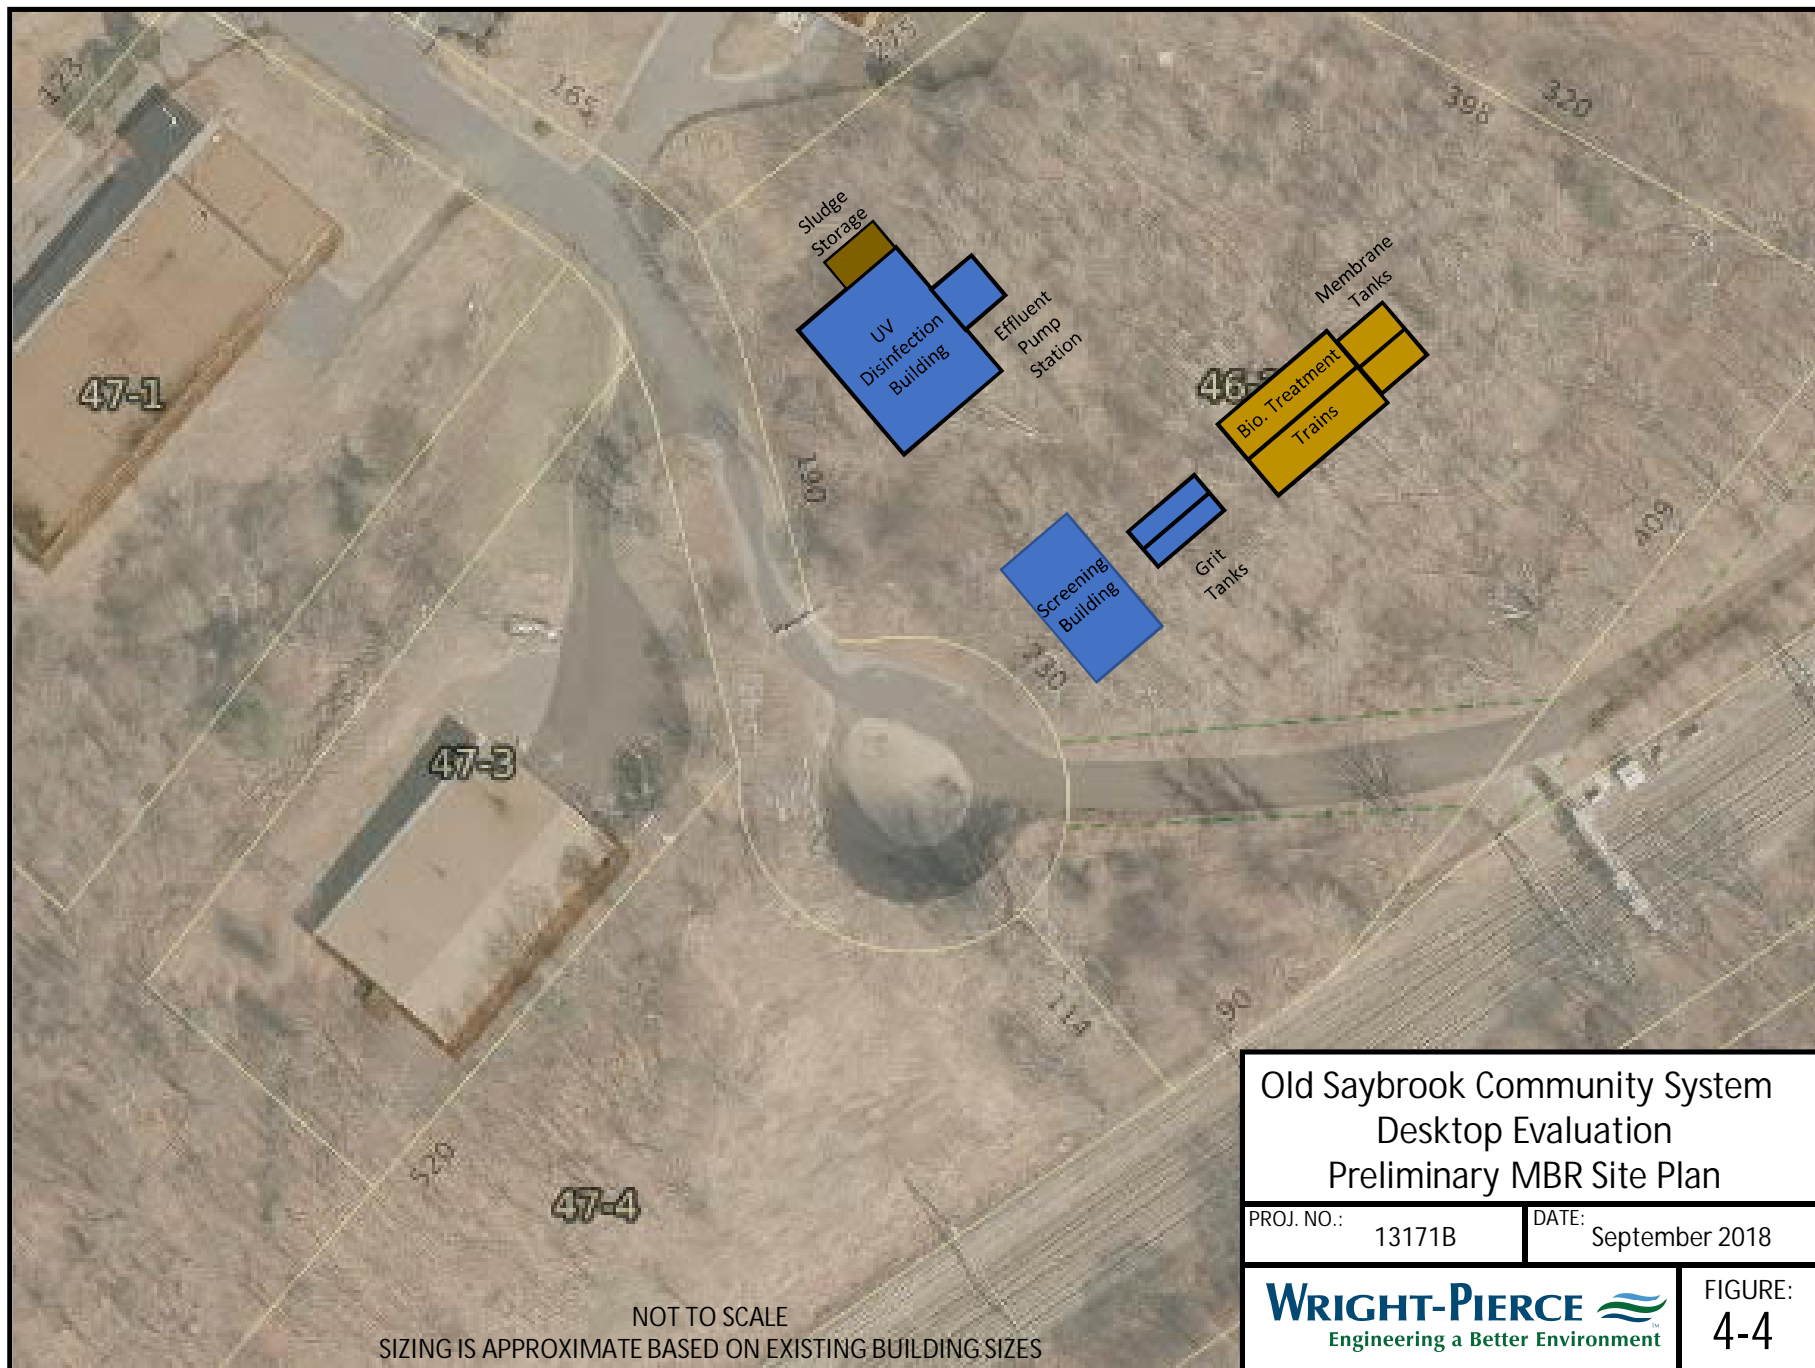 123
165
275
398
320
Sludge
Storage
UV
Disinfection
Building
Effluent
Pump
Station
Membrane
Tanks
47-1
Bio. Treatment
Trains
190
Grit
Tanks
Screening
Building
409
230
47-3
114
90
520
47-4
Old Saybrook Community System
Desktop Evaluation
Preliminary MBR Site Plan
PROJ. NO.: 13171B
DATE: September 2018
WRIGHT-PIERCE
Engineering a Better Environment
FIGURE:
4-4
NOT TO SCALE
SIZING IS APPROXIMATE BASED ON EXISTING BUILDING SIZES